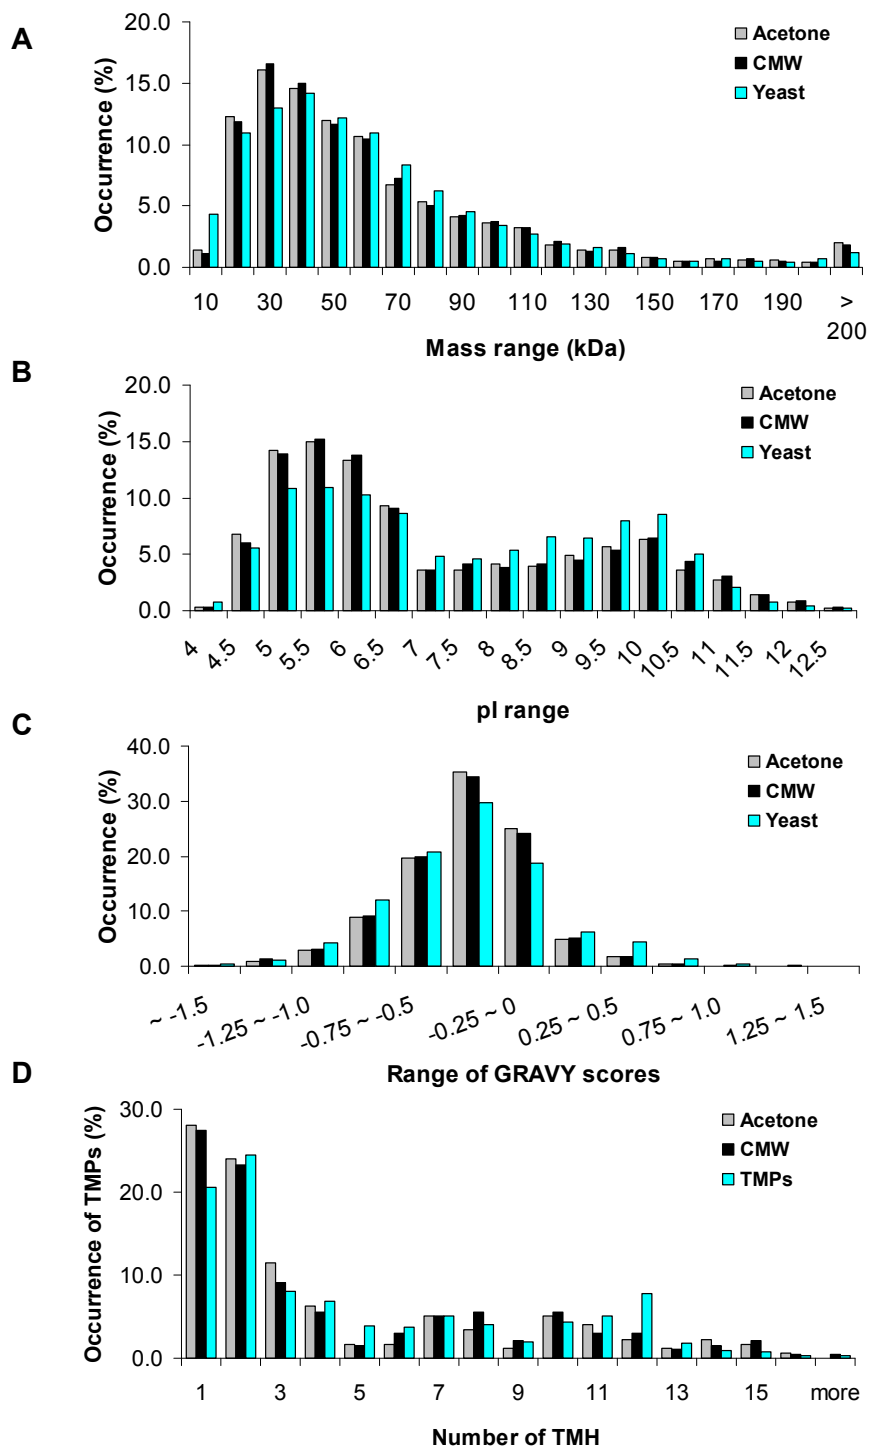 A
Occurrence (%)
20.0
15.0
10.0
5.0
0.0
Acetone
CMW
Yeast
10 30 50 70 90 110 130 150 170 190 > 200
Mass range (kDa)
B
Occurrence (%)
20.0
15.0
10.0
5.0
0.0
Acetone
CMW
Yeast
4 4.5 5 5.5 6 6.5 7 7.5 8 8.5 9 9.5 10 10.5 11 11.5 12 12.5
pI range
C
Occurrence (%)
40.0
30.0
20.0
10.0
0.0
Acetone
CMW
Yeast
~ -1.5 -1.25 ~ -1.0 -0.75 ~ -0.5 -0.25 ~ 0 0.25 ~ 0.5 0.75 ~ 1.0 1.25 ~ 1.5
Range of GRAVY scores
D
Occurrence of TMPs (%)
30.0
20.0
10.0
0.0
Acetone
CMW
TMPs
1 3 5 7 9 11 13 15 more
Number of TMH